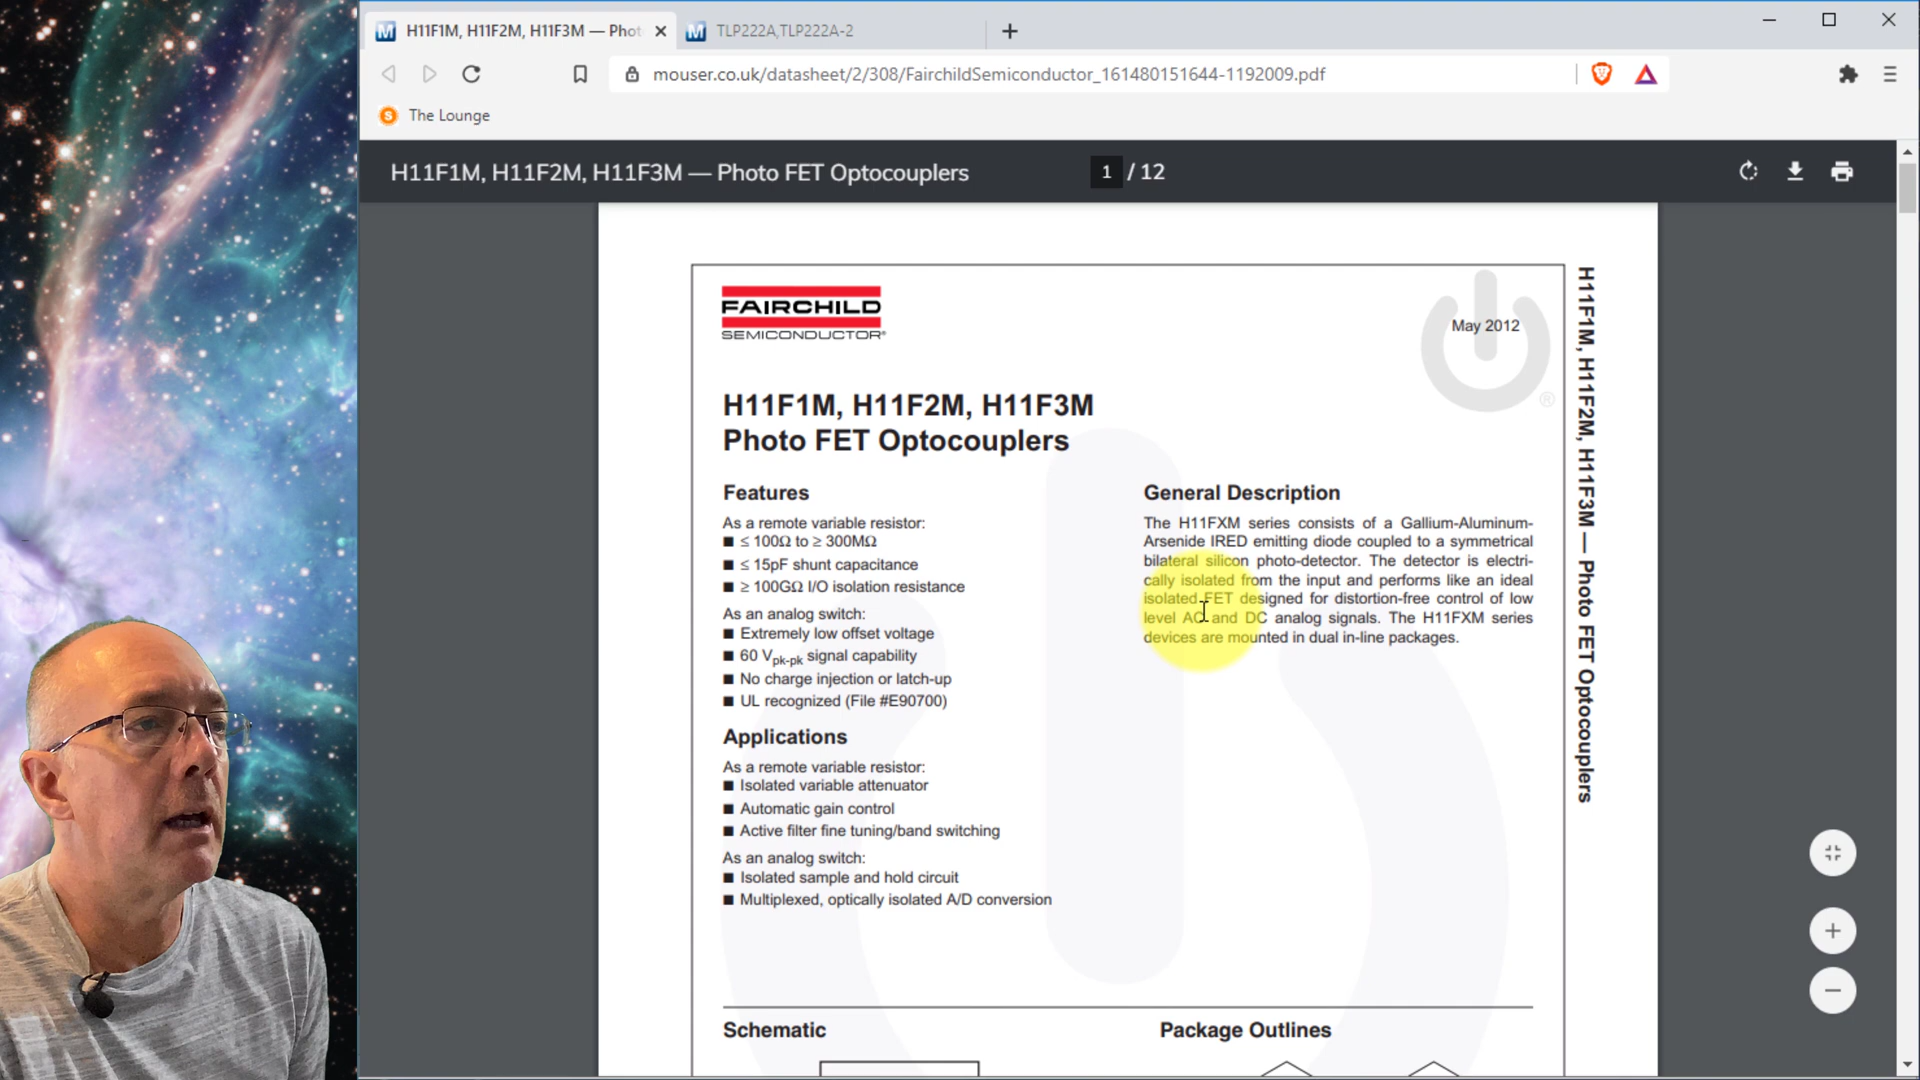 H11F1M, H11F2M, H11F3M — Phot
TLP222A,TLP222A-2
mouser.co.uk/datasheet/2/308/FairchildSemiconductor_161480151644-1192009.pdf
The Lounge
H11F1M, H11F2M, H11F3M — Photo FET Optocouplers
1 / 12
FAIRCHILD
SEMICONDUCTOR®
May 2012
®
H11F1M, H11F2M, H11F3M
Photo FET Optocouplers
Features
As a remote variable resistor:
■ ≤ 100Ω to ≥ 300MΩ
■ ≤ 15pF shunt capacitance
■ ≥ 100GΩ I/O isolation resistance
As an analog switch:
■ Extremely low offset voltage
■ 60 Vpk-pk signal capability
■ No charge injection or latch-up
■ UL recognized (File #E90700)
Applications
As a remote variable resistor:
■ Isolated variable attenuator
■ Automatic gain control
■ Active filter fine tuning/band switching
As an analog switch:
■ Isolated sample and hold circuit
■ Multiplexed, optically isolated A/D conversion
General Description
The H11FXM series consists of a Gallium-Aluminum-
Arsenide IRED emitting diode coupled to a symmetrical
bilateral silicon photo-detector. The detector is electri-
cally isolated from the input and performs like an ideal
isolated FET designed for distortion-free control of low
level AC and DC analog signals. The H11FXM series
devices are mounted in dual in-line packages.
H11F1M, H11F2M, H11F3M — Photo FET Optocouplers
Schematic
Package Outlines